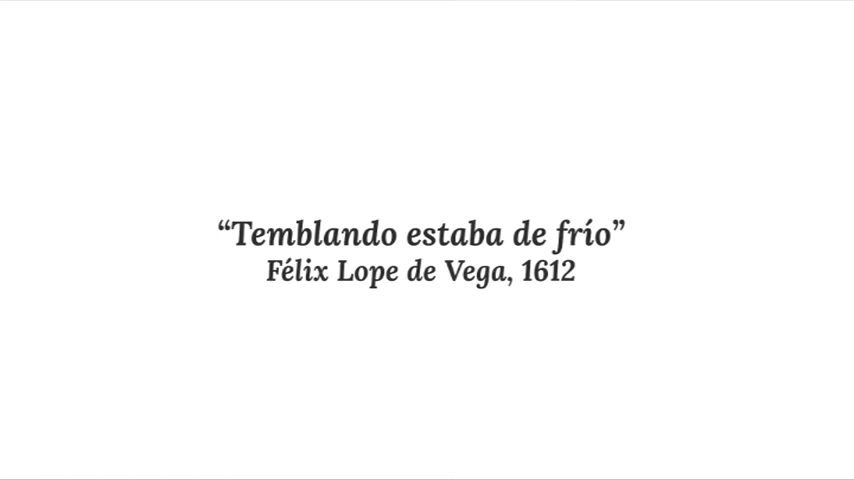 “Temblando estaba de frío”
Félix Lope de Vega, 1612